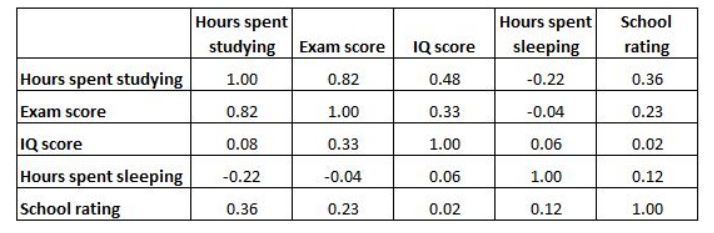 Hours spent studying Exam score IQ score Hours spent sleeping School rating
Hours spent studying 1.00 0.82 0.48 -0.22 0.36
Exam score 0.82 1.00 0.33 -0.04 0.23
IQ score 0.08 0.33 1.00 0.06 0.02
Hours spent sleeping -0.22 -0.04 0.06 1.00 0.12
School rating 0.36 0.23 0.02 0.12 1.00